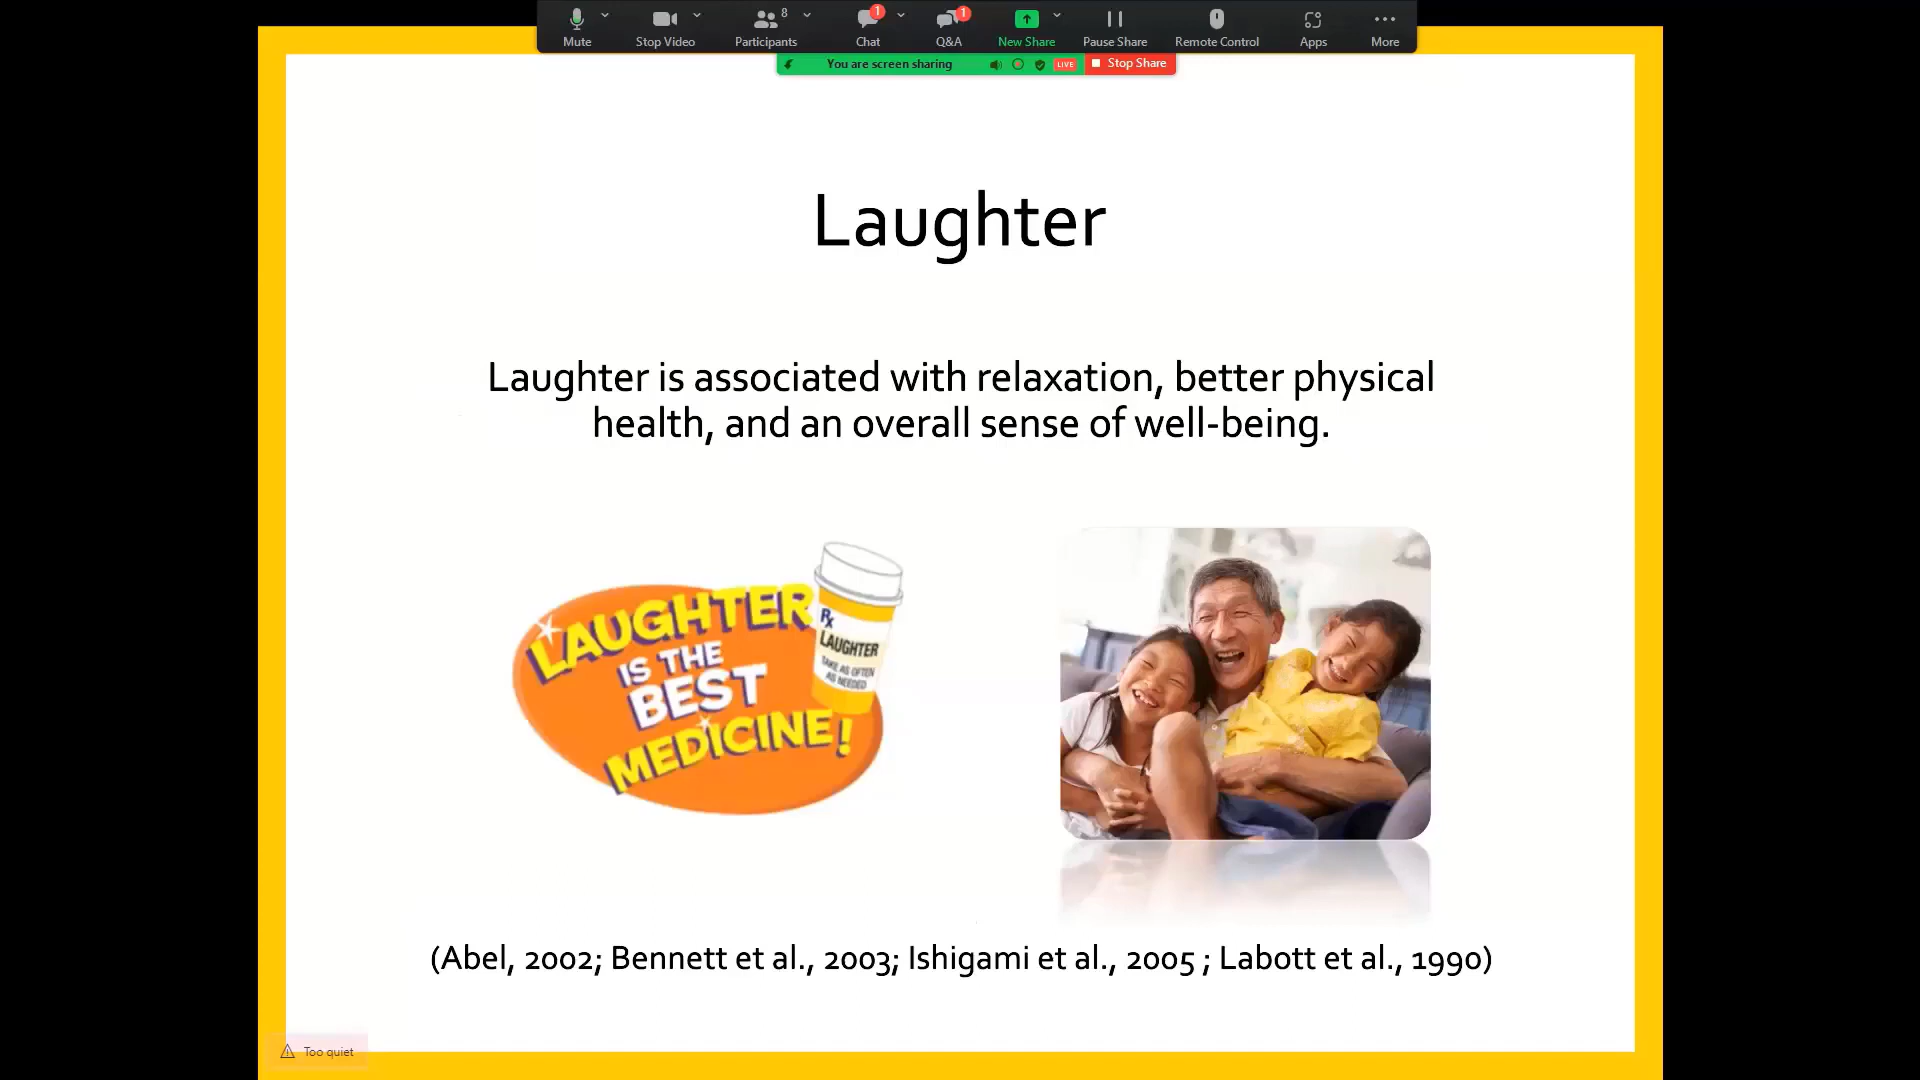 8
1
1
Mute
Stop Video
Participants
Chat
Q&A
New Share
Pause Share
Remote Control
Apps
More
You are screen sharing
LIVE
Stop Share
Laughter
Laughter is associated with relaxation, better physical
health, and an overall sense of well-being.
LAUGHTER
IS THE
BEST
MEDICINE!
Rx
LAUGHTER
TAKE AS OFTEN
AS NEEDED
(Abel, 2002; Bennett et al., 2003; Ishigami et al., 2005 ; Labott et al., 1990)
Too quiet